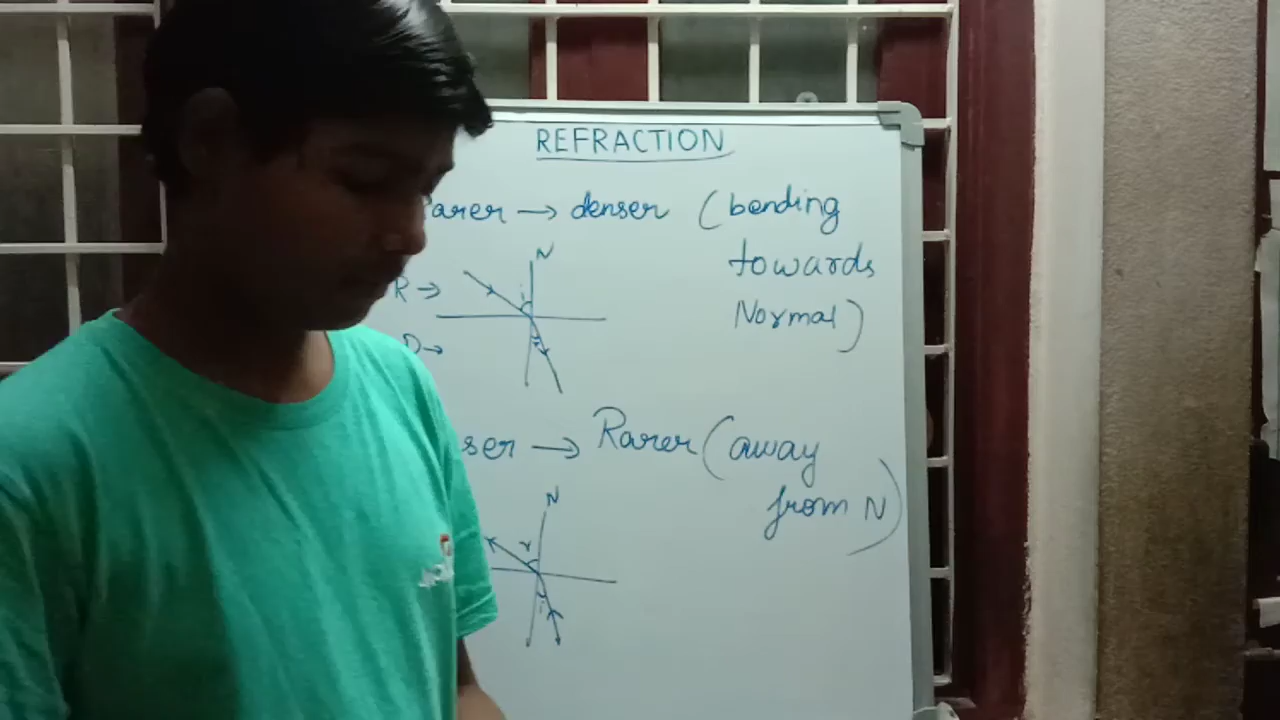 REFRACTION
arer → denser (bending
towards
Normal)
N
R →
i
D →
r
ser → Rarer (away
from N)
N
r
i